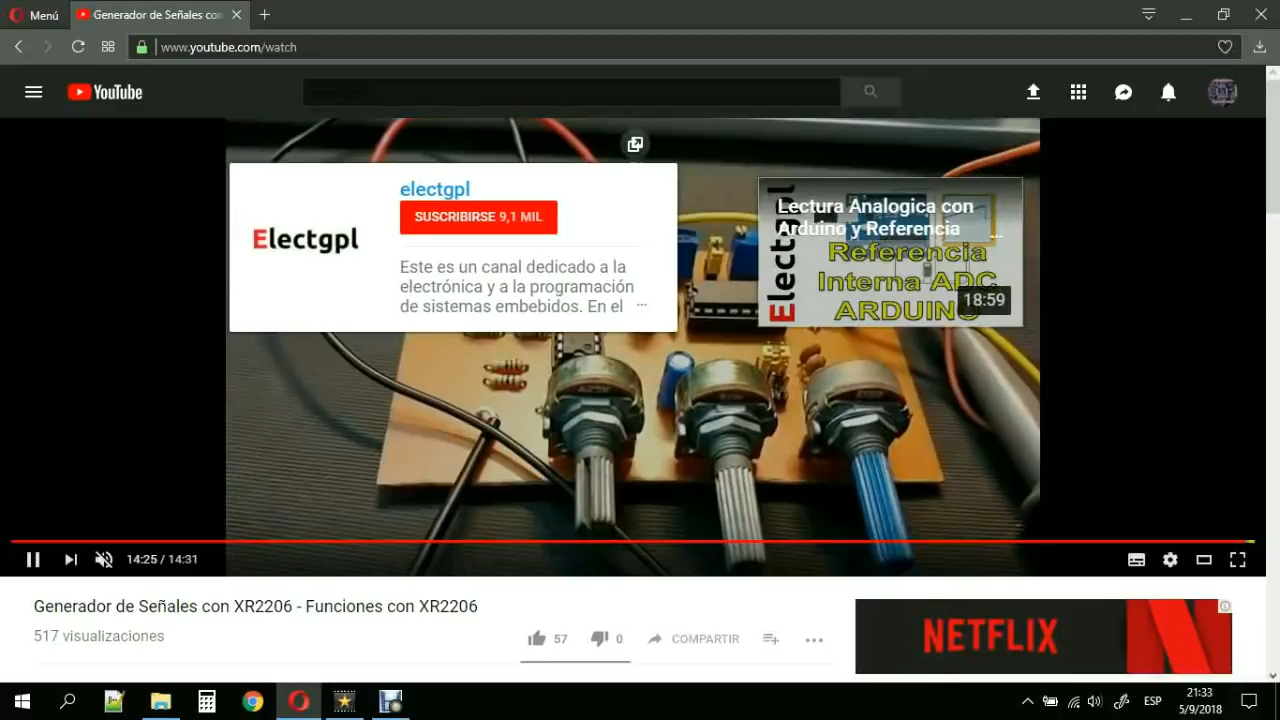 Menú
Generador de Señales con
www.youtube.com/watch
YouTube
electgpl
SUSCRIBIRSE 9,1 MIL
Electgpl
Este es un canal dedicado a la
electrónica y a la programación
de sistemas embebidos. En el ...
Lectura Analogica con
Arduino y Referencia
...
Electgpl
Referencia
Interna ADC
ARDUINO
18:59
14:25 / 14:31
Generador de Señales con XR2206 - Funciones con XR2206
517 visualizaciones
57
0
COMPARTIR
NETFLIX
ESP
21:33
5/9/2018